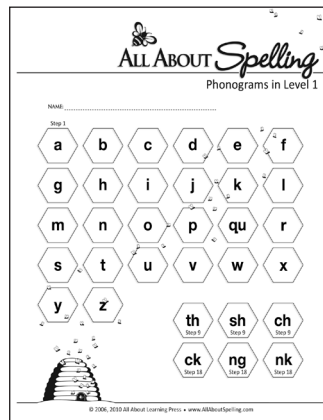 All About Spelling
Phonograms in Level 1
NAME:
Step 1
a b c d e f
g h i j k l
m n o p qu r
s t u v w x
y z
th sh ch
Step 9 Step 9 Step 9
ck ng nk
Step 18 Step 18 Step 18
© 2006, 2010 All About Learning Press • www.AllAboutSpelling.com